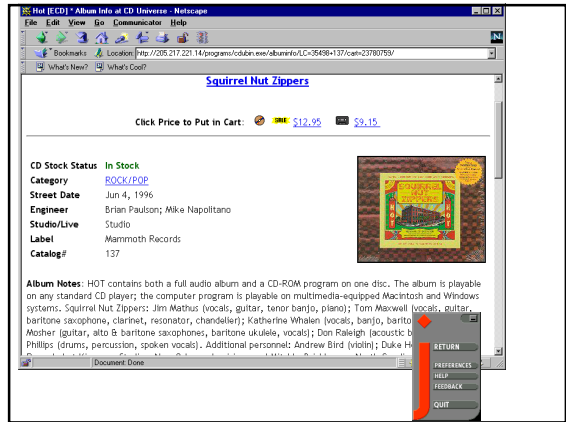 Hot [ECD] * Album Info at CD Universe - Netscape
File Edit View Go Communicator Help
Bookmarks Location: http://205.217.221.14/programs/cdubin.exe/albuminfo/LC=35498+137/cart=23780759/
What's New? What's Cool?
Squirrel Nut Zippers
Click Price to Put in Cart: SALE $12.95 $9.15
CD Stock Status In Stock
Category ROCK/POP
Street Date Jun 4, 1996
Engineer Brian Paulson; Mike Napolitano
Studio/Live Studio
Label Mammoth Records
Catalog# 137
SQUIRREL
NUT
ZIPPERS
HOT HOT
Album Notes: HOT contains both a full audio album and a CD-ROM program on one disc. The album is playable
on any standard CD player; the computer program is playable on multimedia-equipped Macintosh and Windows
systems. Squirrel Nut Zippers: Jim Mathus (vocals, guitar, tenor banjo, piano); Tom Maxwell (vocals, guitar,
baritone saxophone, clarinet, resonator, chandelier); Katherine Whalen (vocals, banjo, baritone
Mosher (guitar, alto & baritone saxophones, baritone ukulele, vocals); Don Raleigh (acoustic b
Phillips (drums, percussion, spoken vocals). Additional personnel: Andrew Bird (violin); Duke H
Document: Done
RETURN
PREFERENCES
HELP
FEEDBACK
QUIT